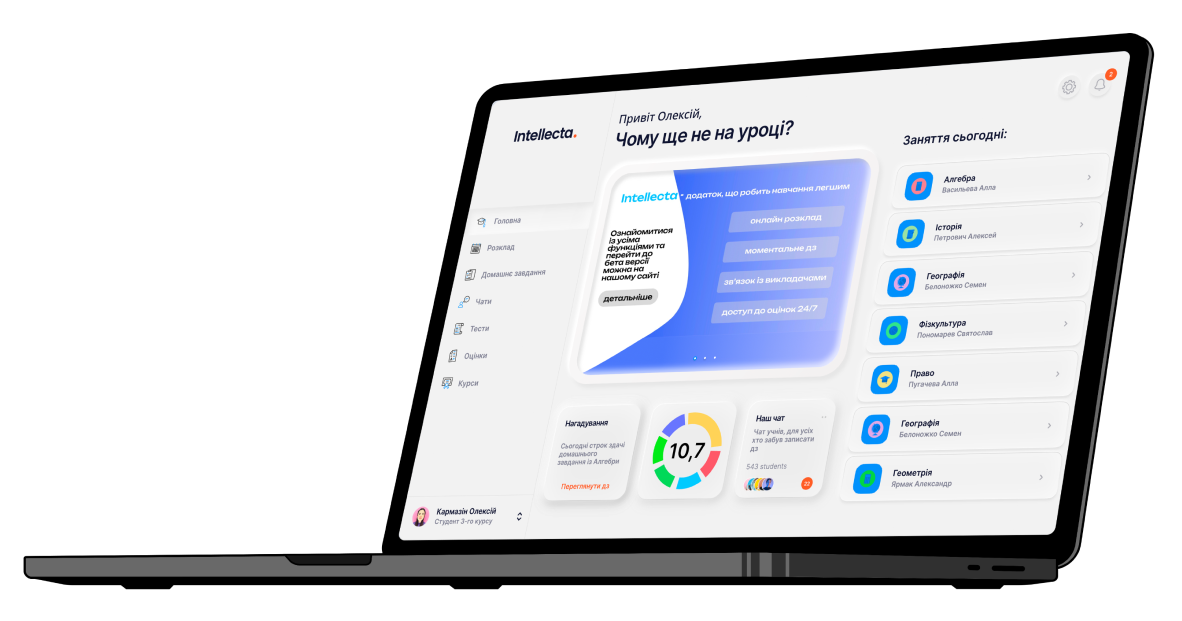 Intellecta.
Головна
Розклад
Домашнє завдання
Чати
Тести
Оцінки
Курси
Кармазін Олексій
Студент 3-го курсу
Привіт Олексій,
Чому ще не на уроці?
Intellecta - додаток, що робить навчання легшим
Ознайомитися
із усіма
функціями та
перейти до
бета версії
можна на
нашому сайті
детальніше
онлайн розклад
моментальне дз
зв'язок із викладачами
доступ до оцінок 24/7
Нагадування
Сьогодні строк здачі
домашнього
завдання із Алгебри
Переглянути дз
10,7
Наш чат
Чат учнів, для усіх
хто забув записати
дз
543 students
22
2
Заняття сьогодні:
Алгебра
Васильева Алла
Історія
Петрович Алексей
Географія
Белоножко Семен
Фізкультура
Пономарев Святослав
Право
Пугачева Алла
Географія
Белоножко Семен
Геометрія
Ярмак Александр